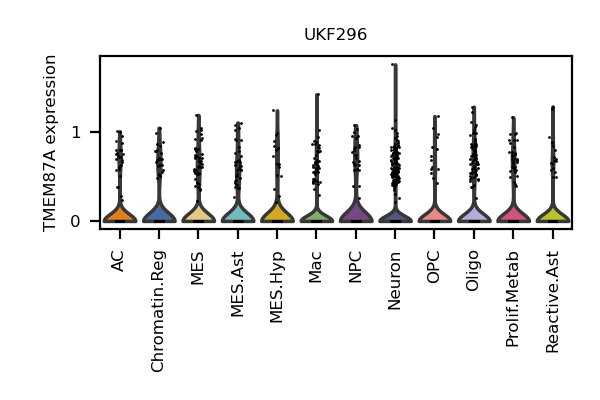 UKF296
TMEM87A expression
1
0
AC
Chromatin.Reg
MES
MES.Ast
MES.Hyp
Mac
NPC
Neuron
OPC
Oligo
Prolif.Metab
Reactive.Ast